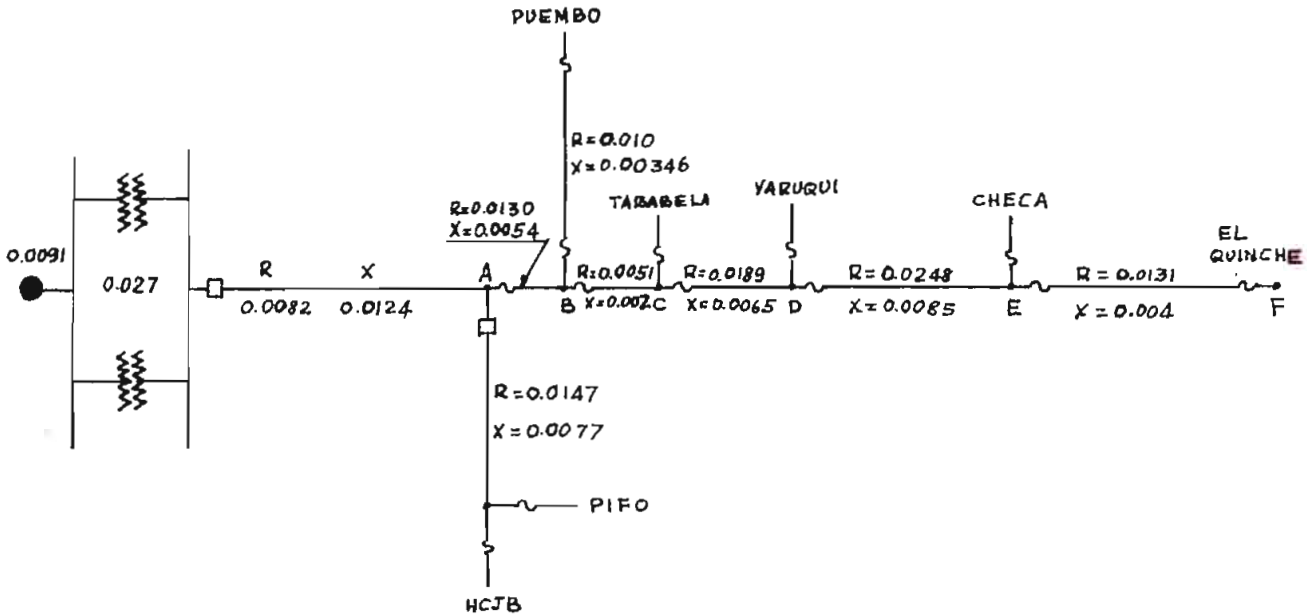 PUEMBO
R=0.010
X=0.00346
TABABELA
YARUQUI
CHECA
EL
QUINCHE
R=0.0130
X=0.0054
0.0091
0.027
R X
0.0082 0.0124
A
B
R=0.0051
X=0.002
C
R=0.0189
X=0.0065
D
R=0.0248
X=0.0085
E
R=0.0131
X=0.004
F
R=0.0147
X=0.0077
PIFO
HCJB